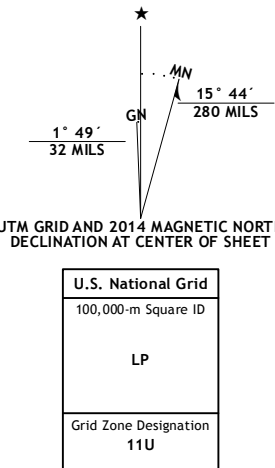 ★
MN
GN
15° 44´
280 MILS
1° 49´
32 MILS
UTM GRID AND 2014 MAGNETIC NORTH
DECLINATION AT CENTER OF SHEET
U.S. National Grid
100,000-m Square ID
LP
Grid Zone Designation
11U